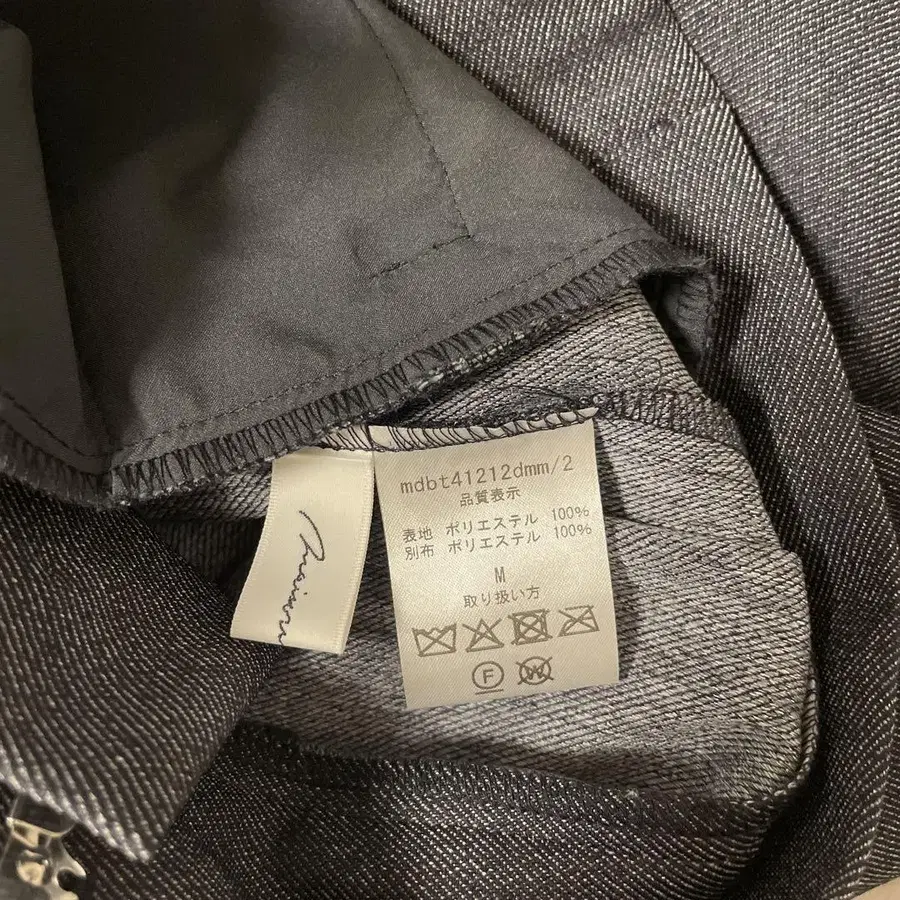 mdbt41212dmm/2
品質表示
表地 ポリエステル 100%
別布 ポリエステル 100%
M
取り扱い方
F
W